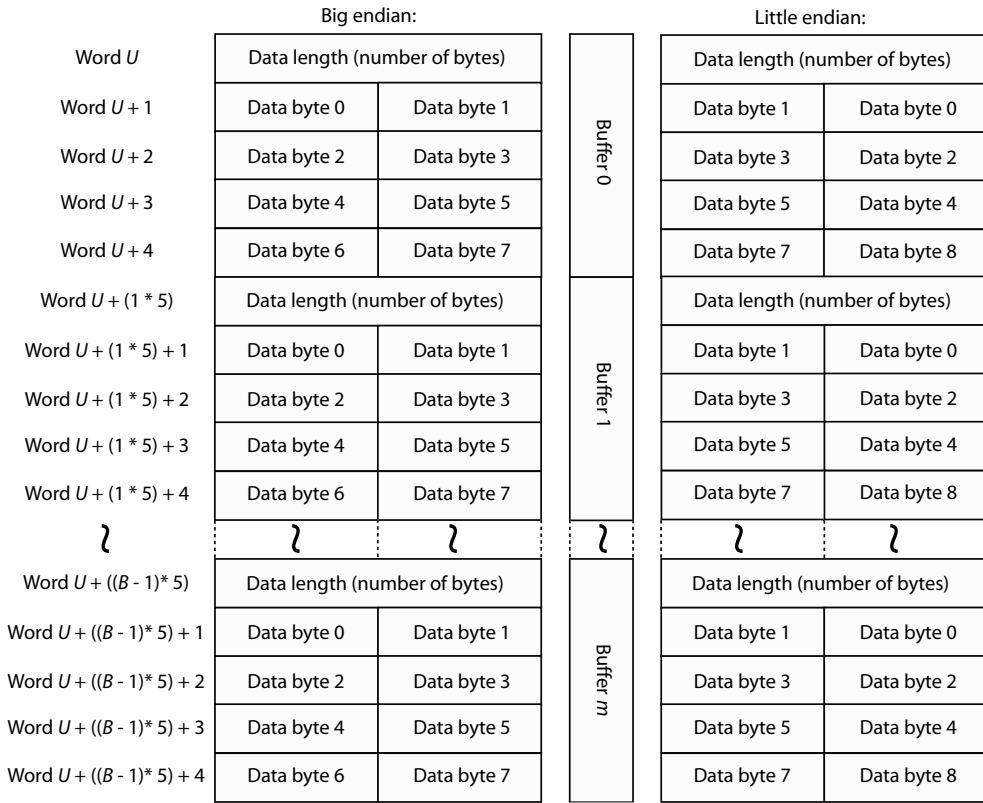 Big endian: Little endian:
Word U Data length (number of bytes) Data length (number of bytes)
Word U + 1 Data byte 0 Data byte 1 Data byte 1 Data byte 0
Word U + 2 Data byte 2 Data byte 3 Data byte 3 Data byte 2
Buffer 0
Word U + 3 Data byte 4 Data byte 5 Data byte 5 Data byte 4
Word U + 4 Data byte 6 Data byte 7 Data byte 7 Data byte 8
Word U + (1 * 5) Data length (number of bytes) Data length (number of bytes)
Word U + (1 * 5) + 1 Data byte 0 Data byte 1 Data byte 1 Data byte 0
Word U + (1 * 5) + 2 Data byte 2 Data byte 3 Data byte 3 Data byte 2
Buffer 1
Word U + (1 * 5) + 3 Data byte 4 Data byte 5 Data byte 5 Data byte 4
Word U + (1 * 5) + 4 Data byte 6 Data byte 7 Data byte 7 Data byte 8
~ ~ ~ ~ ~ ~
Word U + ((B - 1)* 5) Data length (number of bytes) Data length (number of bytes)
Word U + ((B - 1)* 5) + 1 Data byte 0 Data byte 1 Data byte 1 Data byte 0
Word U + ((B - 1)* 5) + 2 Data byte 2 Data byte 3 Data byte 3 Data byte 2
Buffer m
Word U + ((B - 1)* 5) + 3 Data byte 4 Data byte 5 Data byte 5 Data byte 4
Word U + ((B - 1)* 5) + 4 Data byte 6 Data byte 7 Data byte 7 Data byte 8